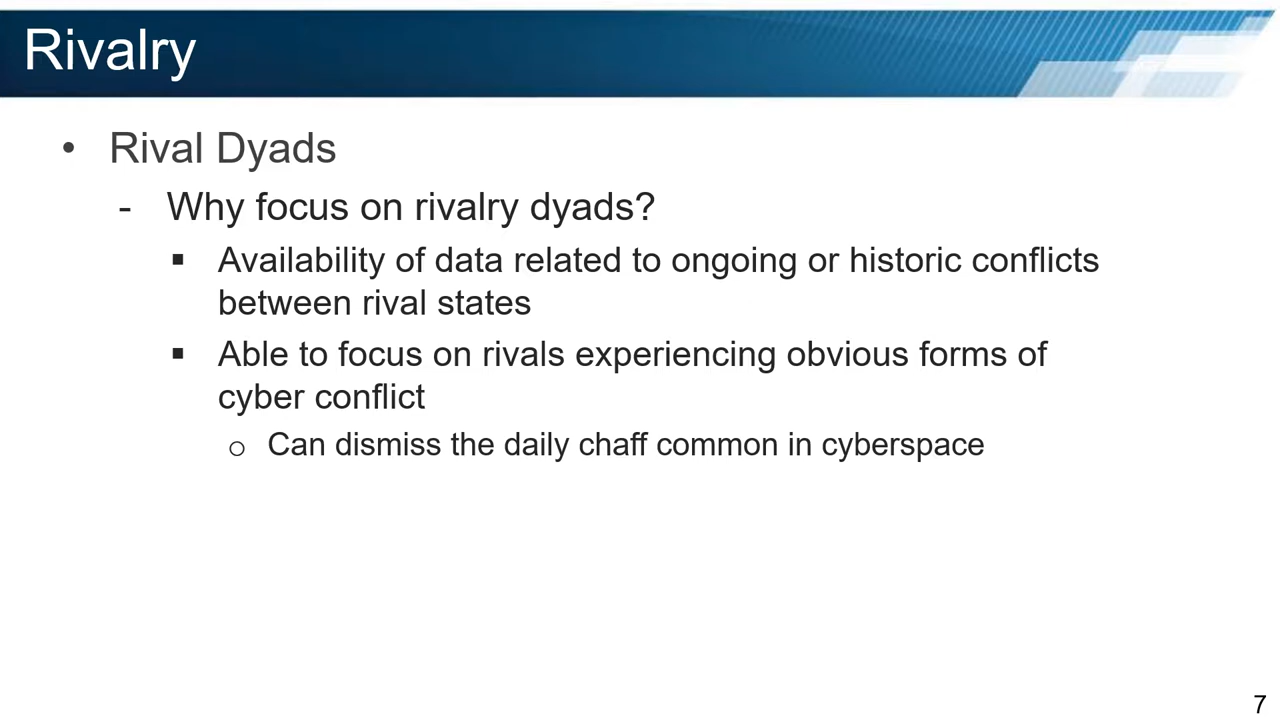 Rivalry
• Rival Dyads
- Why focus on rivalry dyads?
▪ Availability of data related to ongoing or historic conflicts
between rival states
▪ Able to focus on rivals experiencing obvious forms of
cyber conflict
o Can dismiss the daily chaff common in cyberspace
7